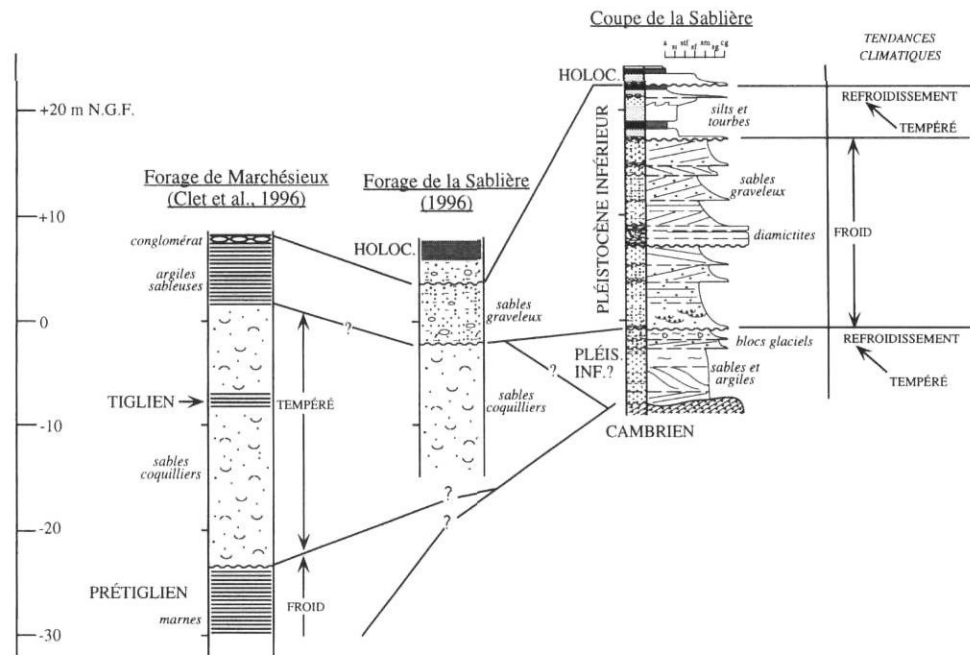 Coupe de la Sablière
TENDANCES
CLIMATIQUES
HOLOC.
+20 m N.G.F.
REFROIDISSEMENT
silts et
tourbes
TEMPÉRÉ
Forage de Marchésieux
(Clet et al., 1996)
Forage de la Sablière
(1996)
PLÉISTOCÈNE INFÉRIEUR
sables
graveleux
+10
conglomérat
HOLOC.
diamictites
FROID
argiles
sableuses
sables
graveleux
0
?
blocs glaciels
REFROIDISSEMENT
PLÉIS.
INF.?
?
sables et
argiles
TEMPÉRÉ
TIGLIEN
TEMPÉRÉ
sables
coquilliers
-10
CAMBRIEN
sables
coquilliers
?
?
-20
PRÉTIGLIEN
FROID
marnes
-30